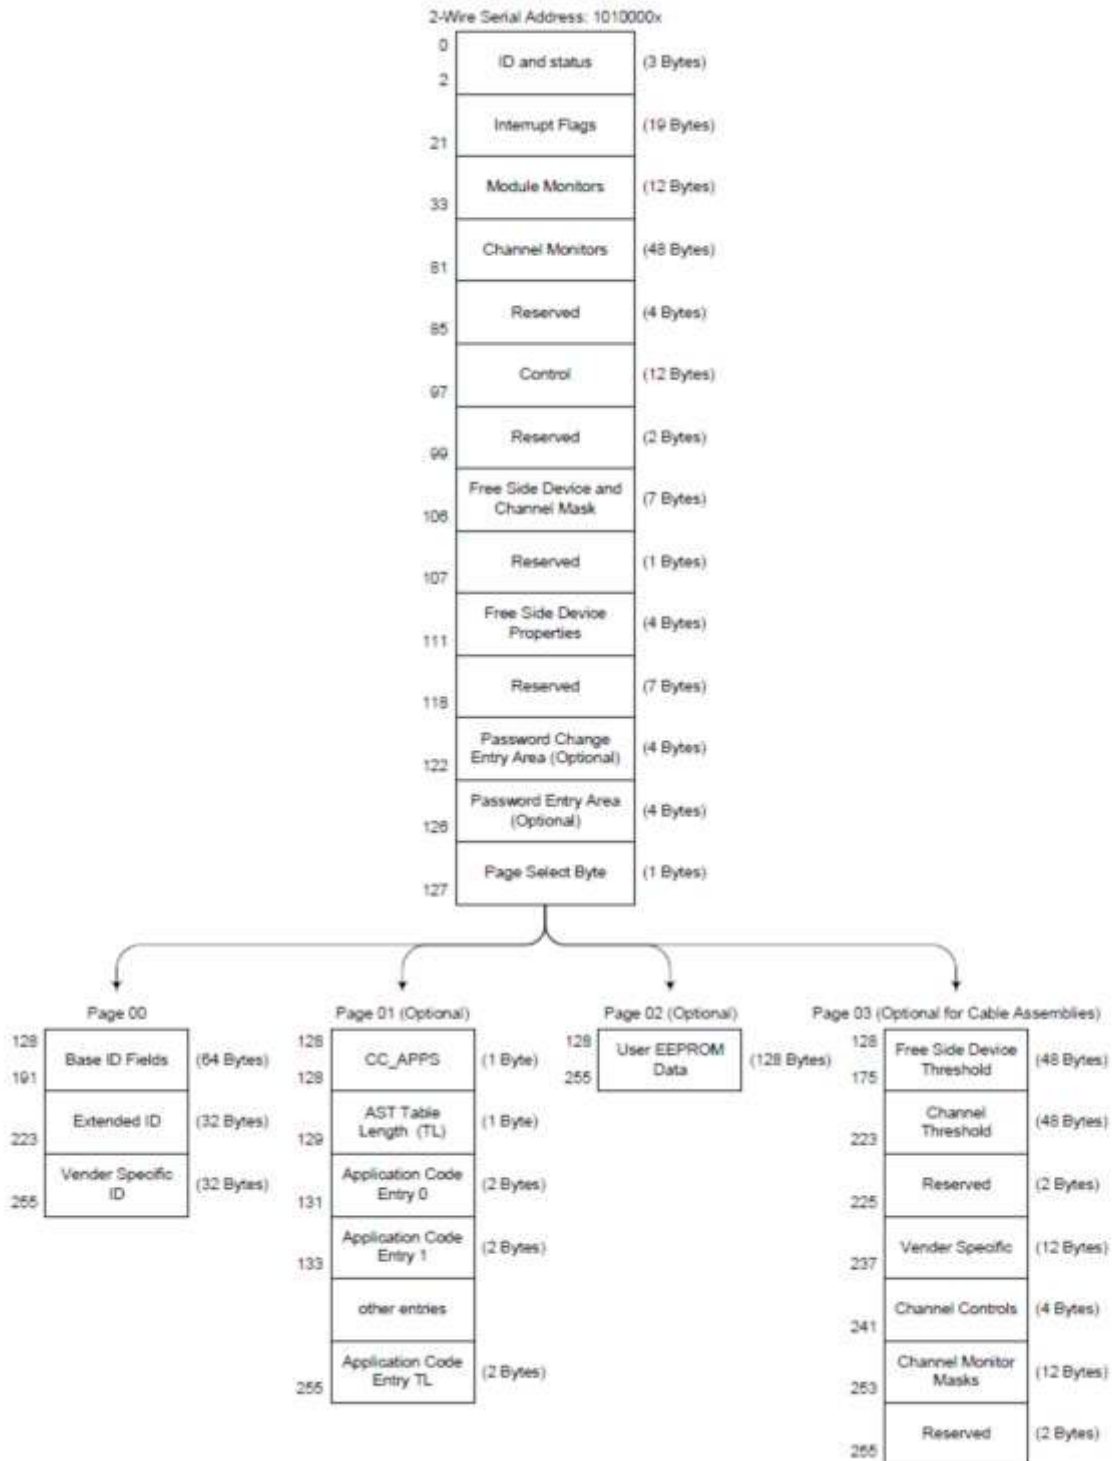 2-Wire Serial Address: 1010000x
0
ID and status (3 Bytes)
2
Interrupt Flags (19 Bytes)
21
Module Monitors (12 Bytes)
33
Channel Monitors (48 Bytes)
81
Reserved (4 Bytes)
85
Control (12 Bytes)
97
Reserved (2 Bytes)
99
Free Side Device and
Channel Mask
(7 Bytes)
106
Reserved (1 Bytes)
107
Free Side Device
Properties
(4 Bytes)
111
Reserved (7 Bytes)
118
Password Change
Entry Area (Optional)
(4 Bytes)
122
Password Entry Area
(Optional)
(4 Bytes)
126
Page Select Byte (1 Bytes)
127
Page 00
128
Base ID Fields (64 Bytes)
191
Extended ID (32 Bytes)
223
Vender Specific
ID
(32 Bytes)
255
Page 01 (Optional)
128
CC_APPS (1 Byte)
128
AST Table
Length (TL)
(1 Byte)
129
Application Code
Entry 0
(2 Bytes)
131
Application Code
Entry 1
(2 Bytes)
133
other entries
Application Code
Entry TL
(2 Bytes)
255
Page 02 (Optional)
128
User EEPROM
Data
(128 Bytes)
255
Page 03 (Optional for Cable Assemblies)
128
Free Side Device
Threshold
(48 Bytes)
175
Channel
Threshold
(48 Bytes)
223
Reserved (2 Bytes)
225
Vender Specific (12 Bytes)
237
Channel Controls (4 Bytes)
241
Channel Monitor
Masks
(12 Bytes)
253
Reserved (2 Bytes)
255